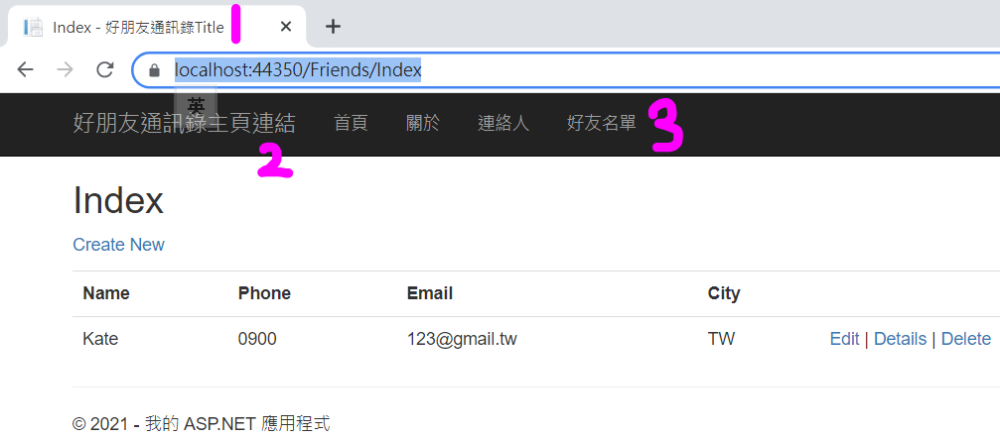 Index - 好朋友通訊錄Title 1
localhost:44350/Friends/Index
英
好朋友通訊錄主頁連結 首頁 關於 連絡人 好友名單 3
2
Index
Create New
Name Phone Email City
Kate 0900 123@gmail.tw TW Edit | Details | Delete
© 2021 - 我的 ASP.NET 應用程式